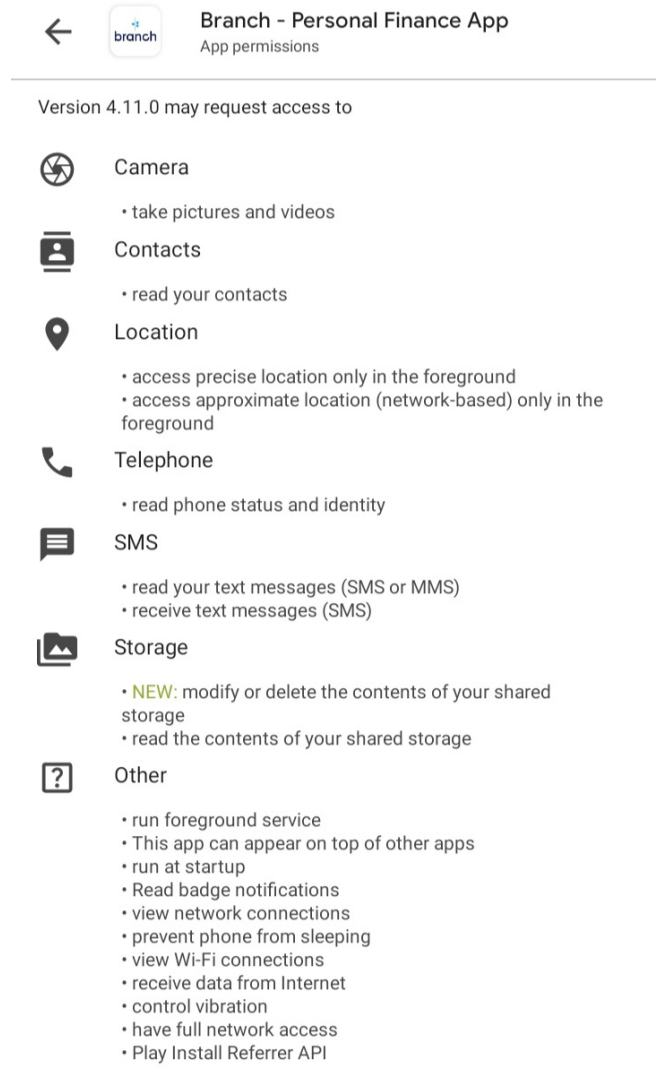 Branch - Personal Finance App
branch
App permissions
Version 4.11.0 may request access to
Camera
• take pictures and videos
Contacts
• read your contacts
Location
• access precise location only in the foreground
• access approximate location (network-based) only in the
foreground
Telephone
• read phone status and identity
SMS
• read your text messages (SMS or MMS)
• receive text messages (SMS)
Storage
• NEW: modify or delete the contents of your shared
storage
• read the contents of your shared storage
Other
• run foreground service
• This app can appear on top of other apps
• run at startup
• Read badge notifications
• view network connections
• prevent phone from sleeping
• view Wi-Fi connections
• receive data from Internet
• control vibration
• have full network access
• Play Install Referrer API